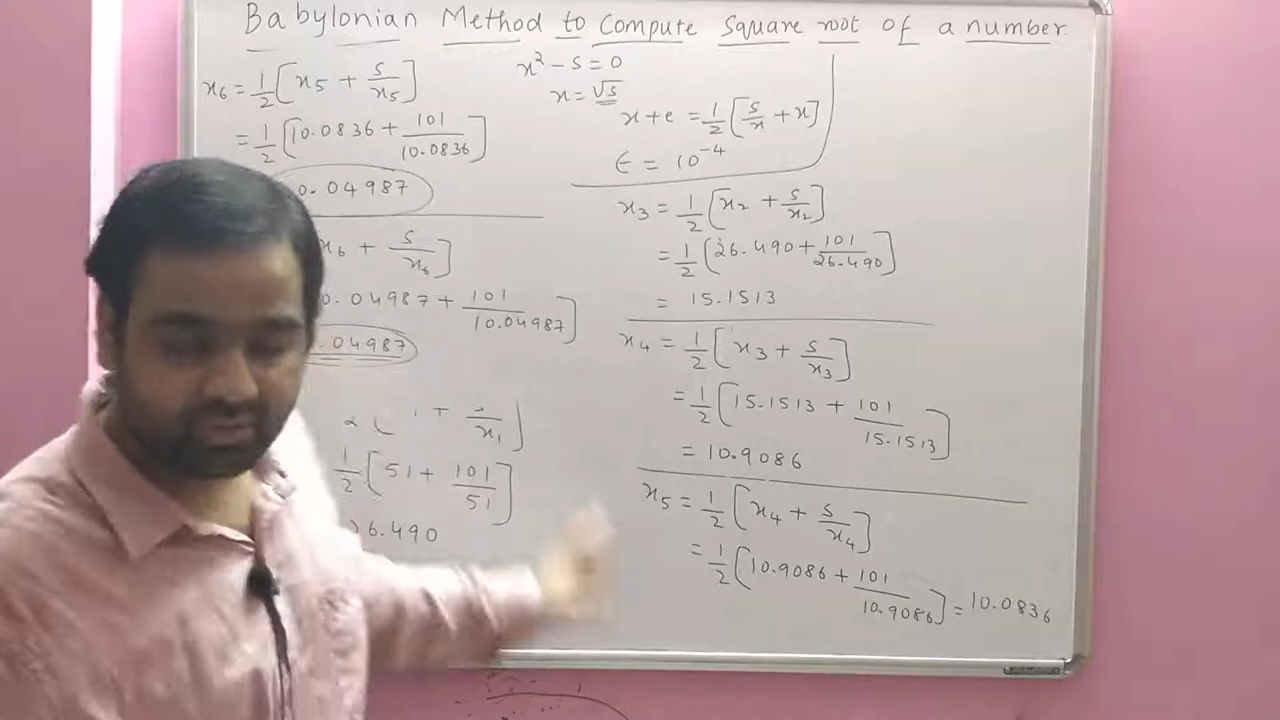 Babylonian Method to Compute Square root of a number
x6 = 1/2 [x5 + s/x5]
= 1/2 [10.0836 + 101/10.0836]
0.04987
x6 + s/x6]
0.04987 + 101/10.04987]
.04987
x² - s = 0
x = √s
x + e = 1/2 [s/x + x]
ϵ = 10⁻⁴
/x1]
1/2 [51 + 101/51]
6.490
x3 = 1/2 [x2 + s/x2]
= 1/2 [26.490 + 101/26.490]
= 15.1513
x4 = 1/2 [x3 + s/x3]
= 1/2 [15.1513 + 101/15.1513]
= 10.9086
x5 = 1/2 [x4 + s/x4]
= 1/2 [10.9086 + 101/10.9086] = 10.0836